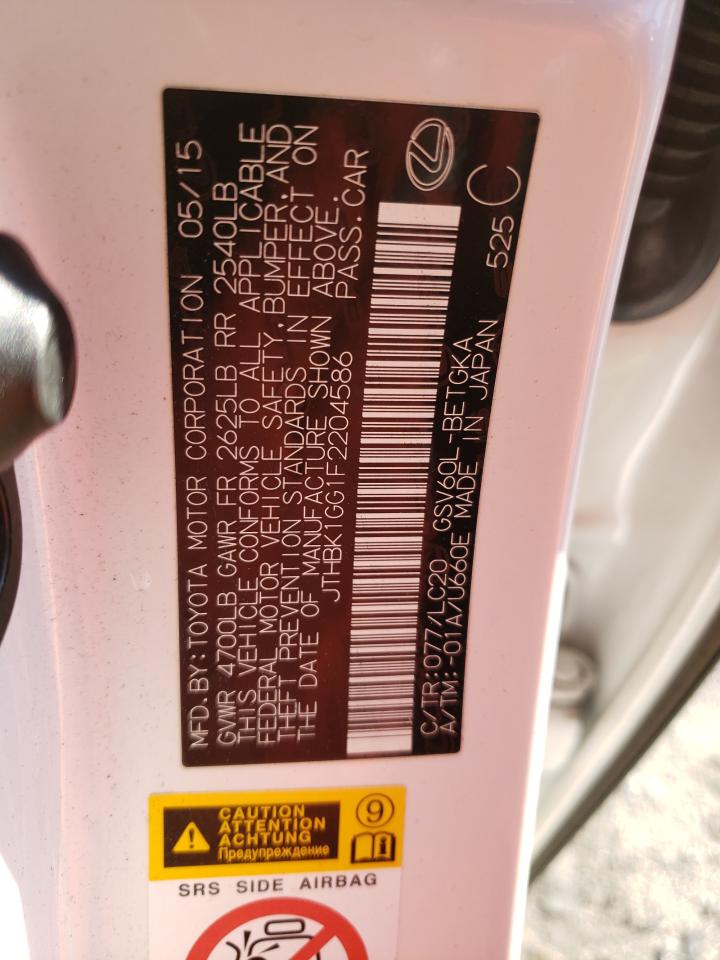 MFD. BY: TOYOTA MOTOR CORPORATION 05/15
GVWR 4700LB GAWR FR 2625LB RR 2540LB
THIS VEHICLE CONFORMS TO ALL APPLICABLE
FEDERAL MOTOR VEHICLE SAFETY, BUMPER, AND
THEFT PREVENTION STANDARDS IN EFFECT ON
THE DATE OF MANUFACTURE SHOWN ABOVE.
JTHBK1GG1F2204586 PASS. CAR
C/TR: 077/LC20 GSV60L-BETGKA 525 C
A/TM: -01A/U660E MADE IN JAPAN
CAUTION
ATTENTION
ACHTUNG
Предупреждение
9
SRS SIDE AIRBAG